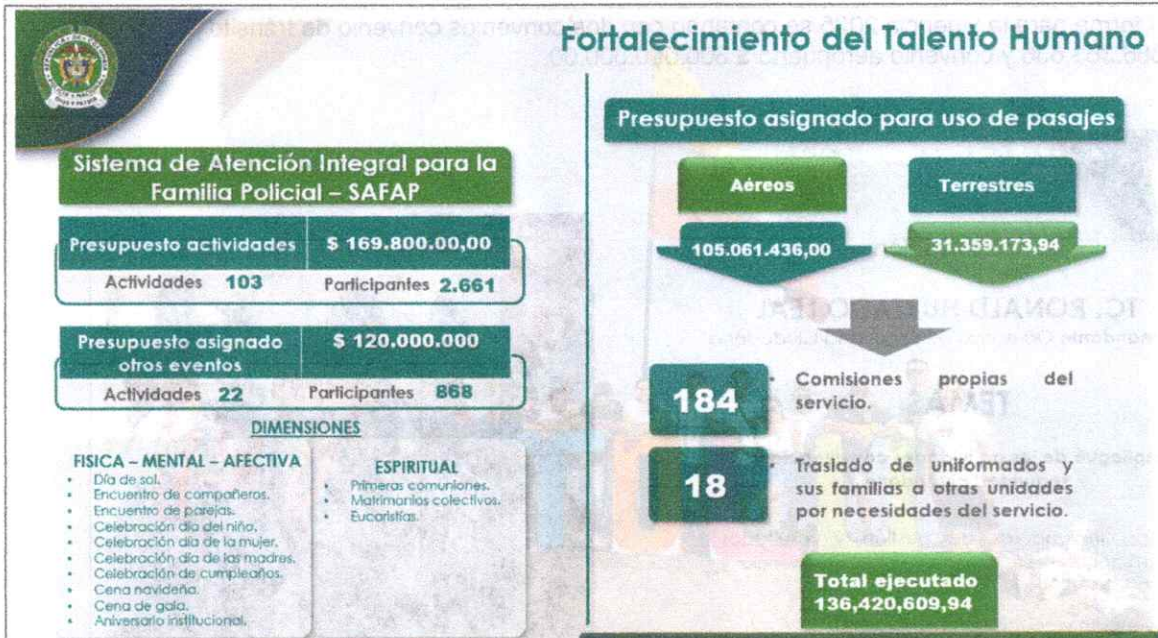 Fortalecimiento del Talento Humano
Sistema de Atención Integral para la
Familia Policial – SAFAP
Presupuesto actividades $ 169.800.00,00
Actividades 103 Participantes 2.661
Presupuesto asignado
otros eventos
$ 120.000.000
Actividades 22 Participantes 868
DIMENSIONES
FISICA – MENTAL – AFECTIVA
• Día de sol.
• Encuentro de compañeros.
• Encuentro de parejas.
• Celebración día del niño.
• Celebración día de la mujer.
• Celebración día de las madres.
• Celebración de cumpleaños.
• Cena navideña.
• Cena de gala.
• Aniversario institucional.
ESPIRITUAL
• Primeras comuniones.
• Matrimonios colectivos.
• Eucaristías.
Presupuesto asignado para uso de pasajes
Aéreos
105.061.436,00
Terrestres
31.359.173,94
184
• Comisiones propias del
servicio.
18
• Traslado de uniformados y
sus familias a otras unidades
por necesidades del servicio.
Total ejecutado
136,420,609,94